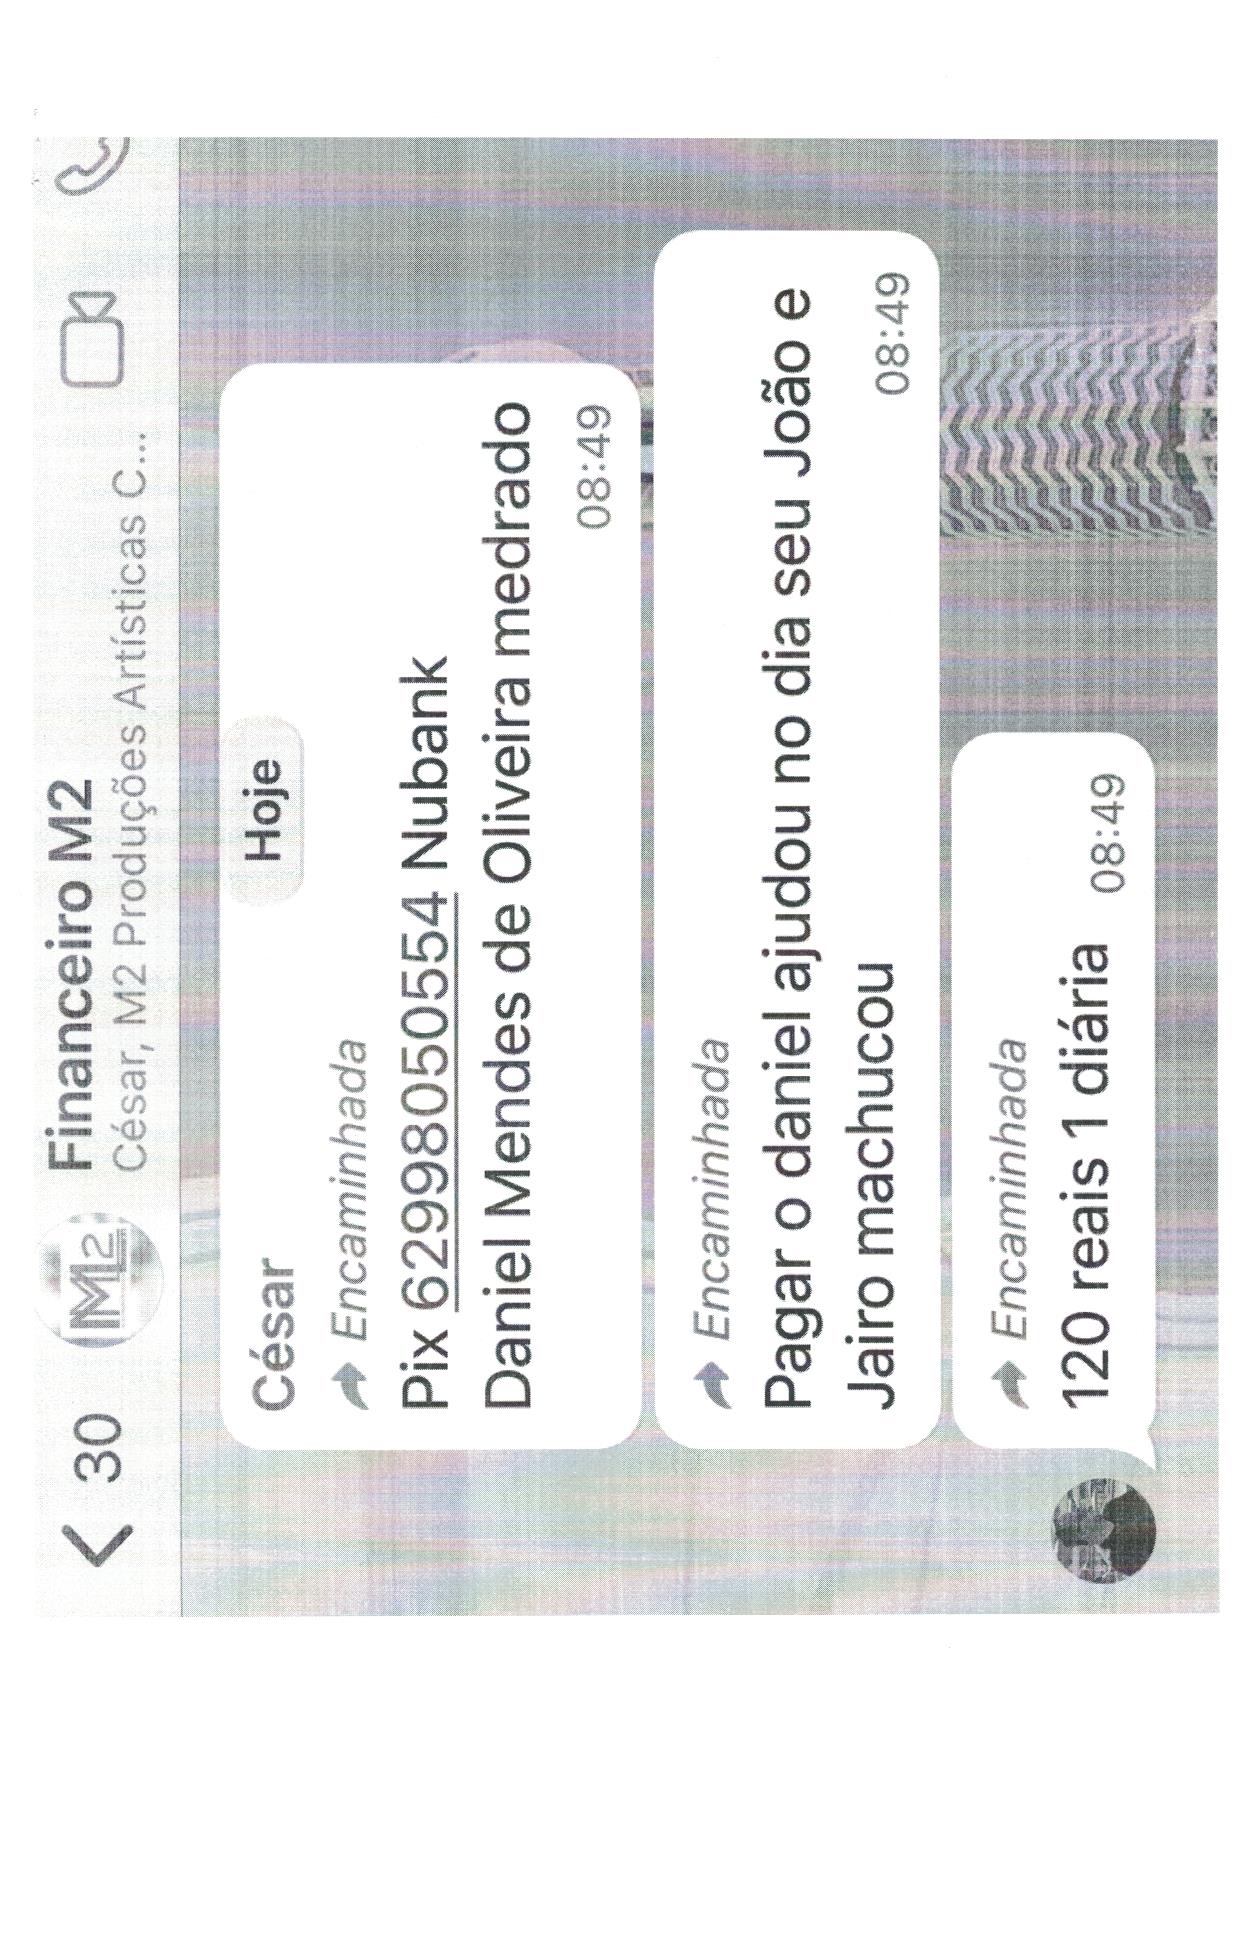 30
M2
Financeiro M2
César, M2 Produções Artísticas C...
Hoje
César
Encaminhada
Pix 62998050554 Nubank
Daniel Mendes de Oliveira medrado
08:49
Encaminhada
Pagar o daniel ajudou no dia seu João e
Jairo machucou
08:49
Encaminhada
120 reais 1 diária
08:49